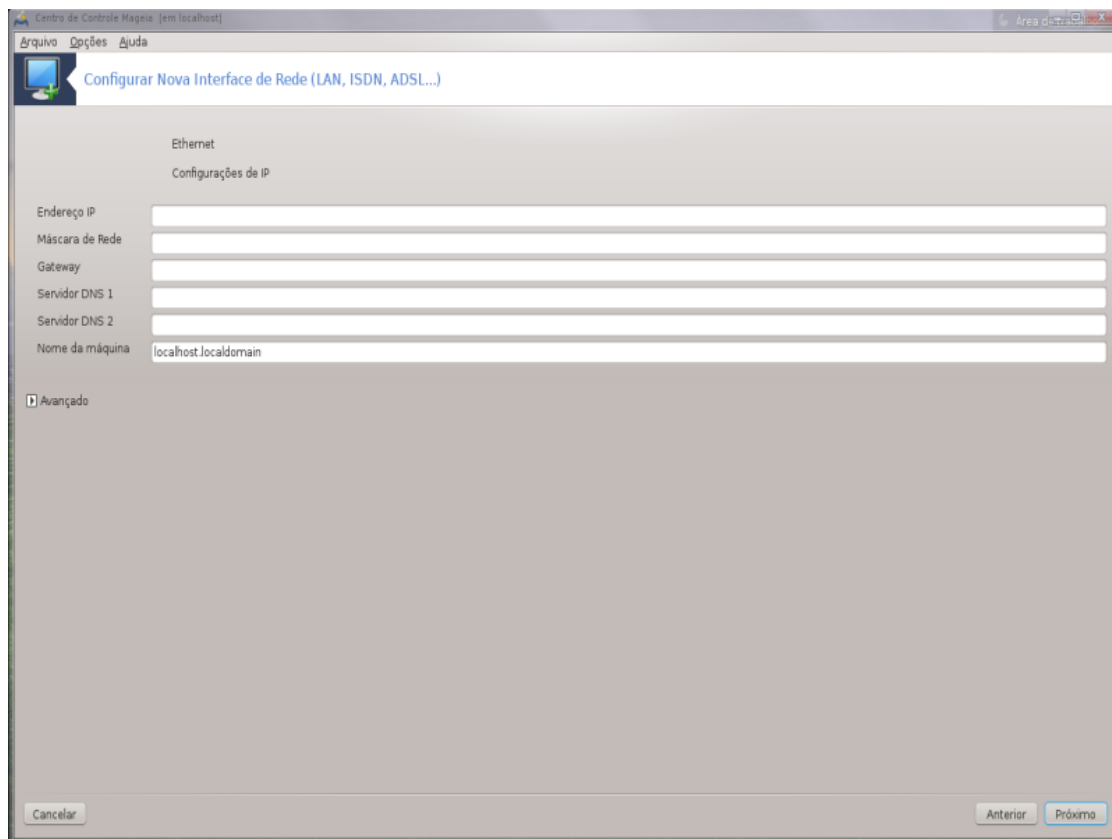 Centro de Controle Mageia [em localhost]
Arquivo Opções Ajuda
Configurar Nova Interface de Rede (LAN, ISDN, ADSL...)
Ethernet
Configurações de IP
Endereço IP
Máscara de Rede
Gateway
Servidor DNS 1
Servidor DNS 2
Nome da máquina localhost.localdomain
Avançado
Cancelar Anterior Próximo